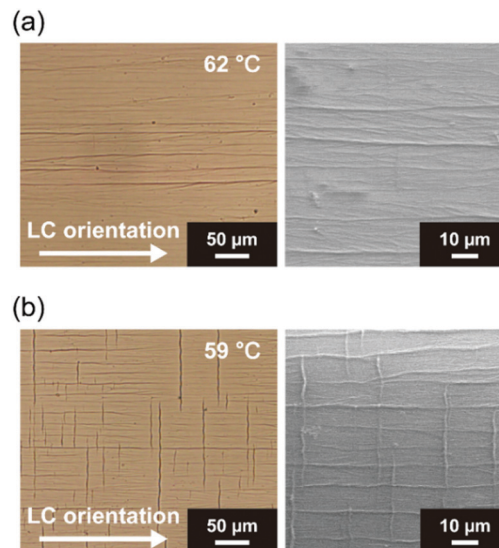 (a)
62 °C
LC orientation
50 μm
10 μm
(b)
59 °C
LC orientation
50 μm
10 μm